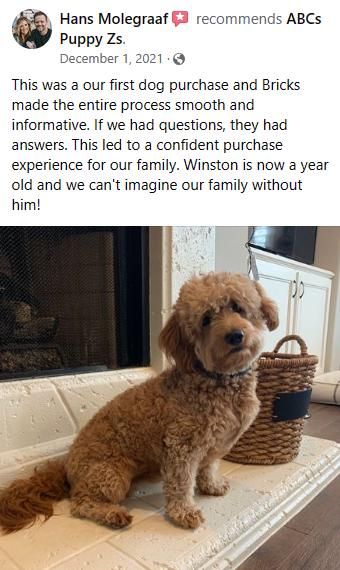 Hans Molegraaf recommends ABCs
Puppy Zs.
December 1, 2021 ·
This was a our first dog purchase and Bricks
made the entire process smooth and
informative. If we had questions, they had
answers. This led to a confident purchase
experience for our family. Winston is now a year
old and we can't imagine our family without
him!